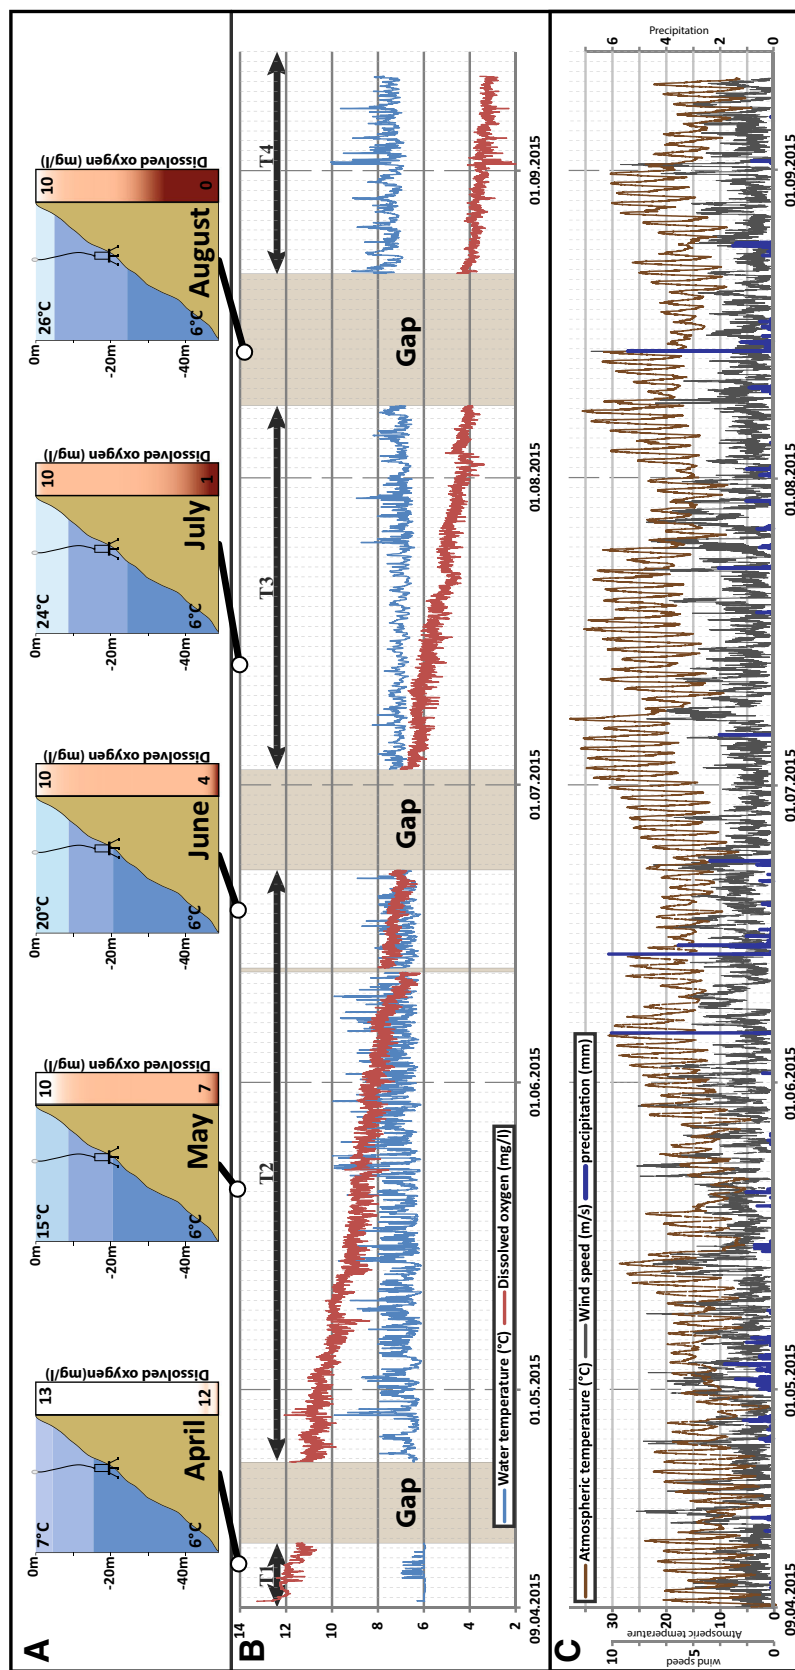 A
0m
-20m
-40m
7°C
6°C
April
13
12
Dissolved oxygen(mg/l)
0m
-20m
-40m
15°C
6°C
May
10
7
Dissolved oxygen (mg/l)
0m
-20m
-40m
20°C
6°C
June
10
4
Dissolved oxygen (mg/l)
0m
-20m
-40m
24°C
6°C
July
10
1
Dissolved oxygen (mg/l)
0m
-20m
-40m
26°C
6°C
August
10
0
Dissolved oxygen (mg/l)
B
14
12
10
8
6
4
2
T1
T2
T3
T4
Gap
Gap
Gap
Water temperature (°C)
Dissolved oxygen (mg/l)
09.04.2015
01.05.2015
01.06.2015
01.07.2015
01.08.2015
01.09.2015
C
Atmospheric temperature (°C)
Wind speed (m/s)
precipitation (mm)
wind speed
Atmosperic temperature
10
5
0
30
20
10
0
Precipitation
6
4
2
0
09.04.2015
01.05.2015
01.06.2015
01.07.2015
01.08.2015
01.09.2015